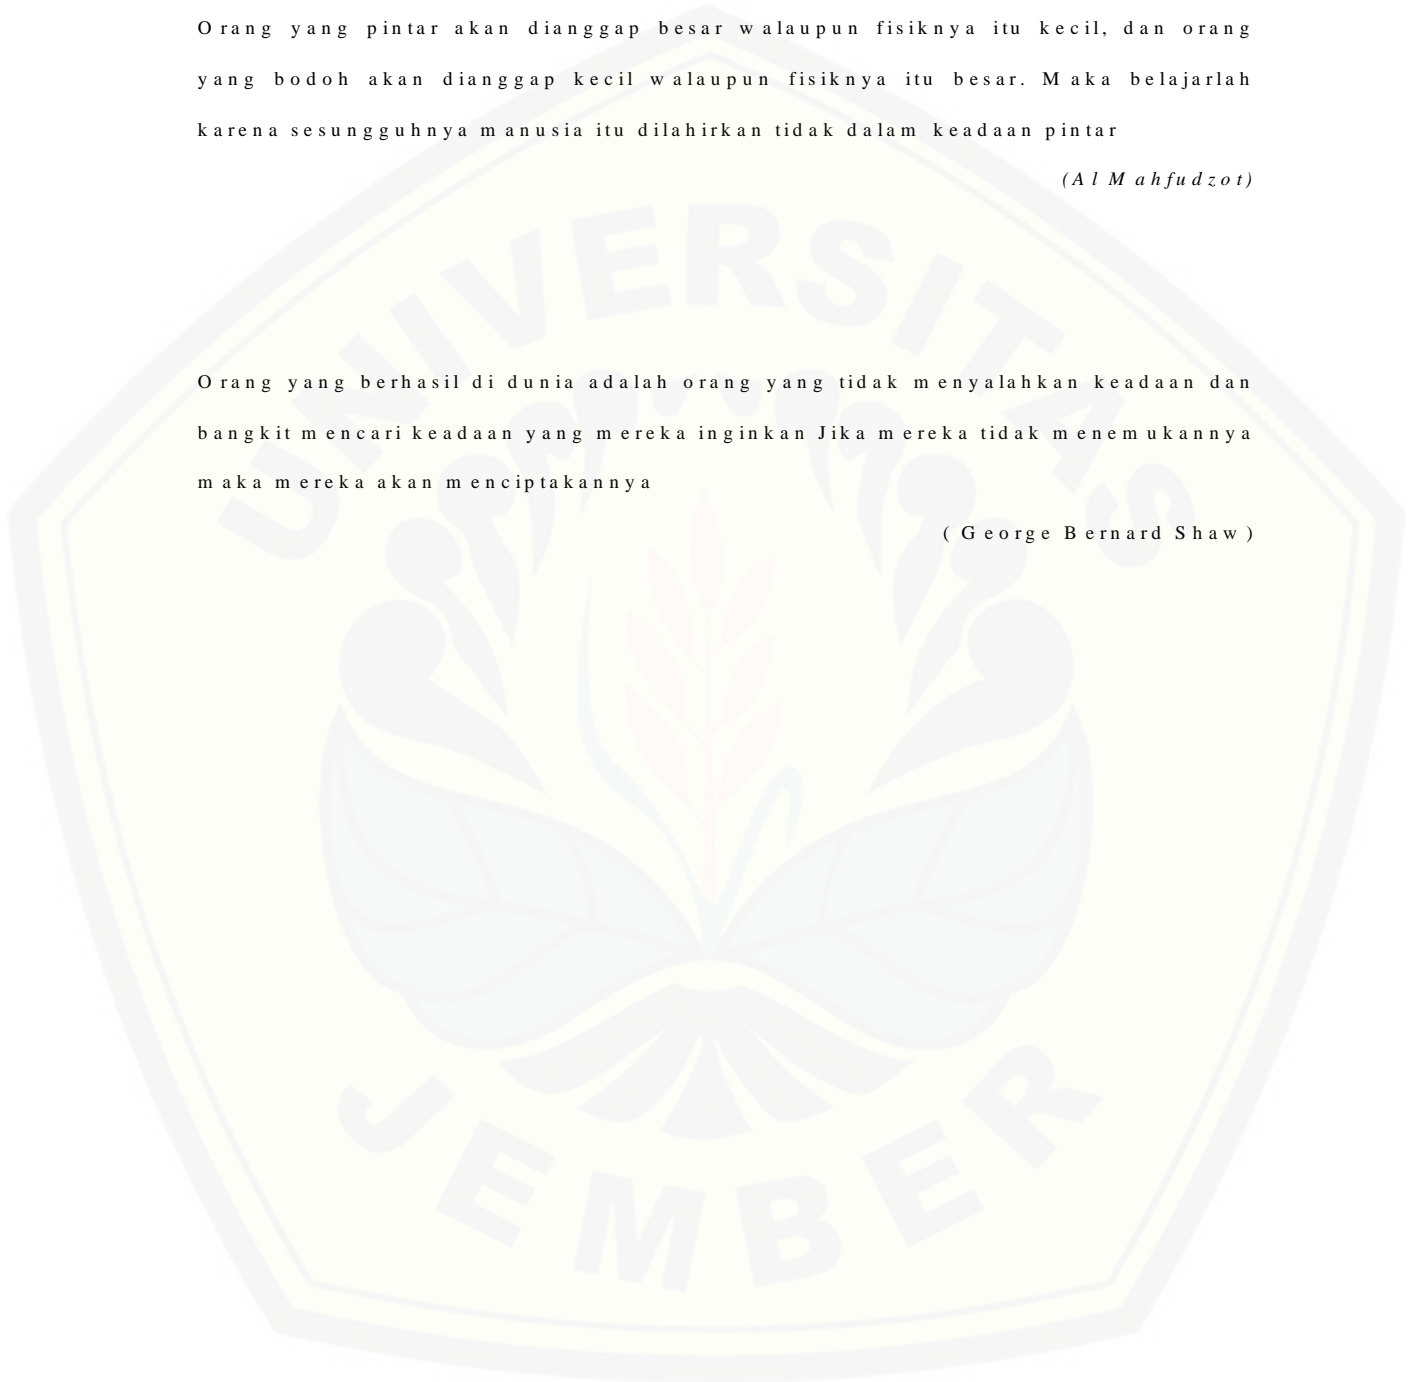 Orang yang pintar akan dianggap besar walaupun fisiknya itu kecil, dan orang
yang bodoh akan dianggap kecil walaupun fisiknya itu besar. Maka belajarlah
karena sesungguhnya manusia itu dilahirkan tidak dalam keadaan pintar
(Al Mahfudzot)
UNIVERSITAS
Orang yang berhasil di dunia adalah orang yang tidak menyalahkan keadaan dan
bangkit mencari keadaan yang mereka inginkan Jika mereka tidak menemukannya
maka mereka akan menciptakannya
( George Bernard Shaw )
JEMBER